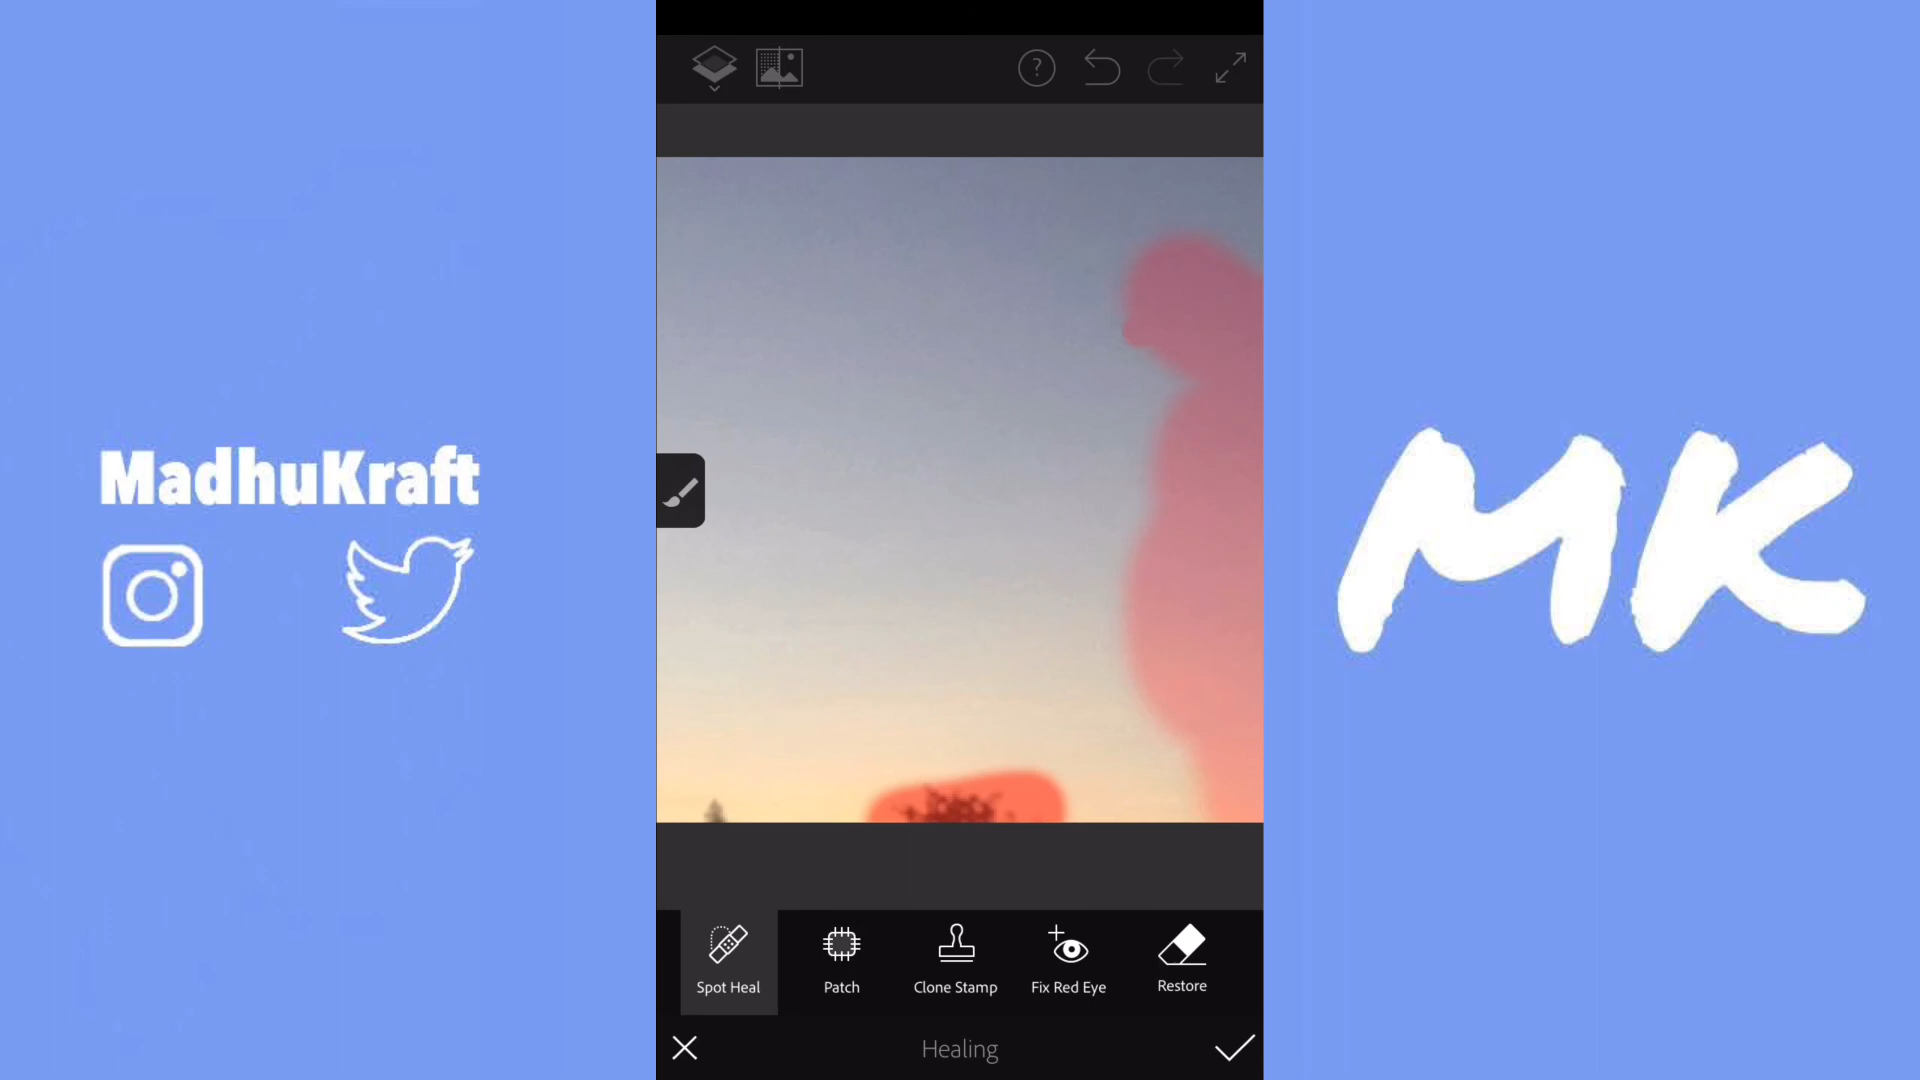 MadhuKraft
MK
?
Spot Heal
Patch
Clone Stamp
Fix Red Eye
Restore
Healing